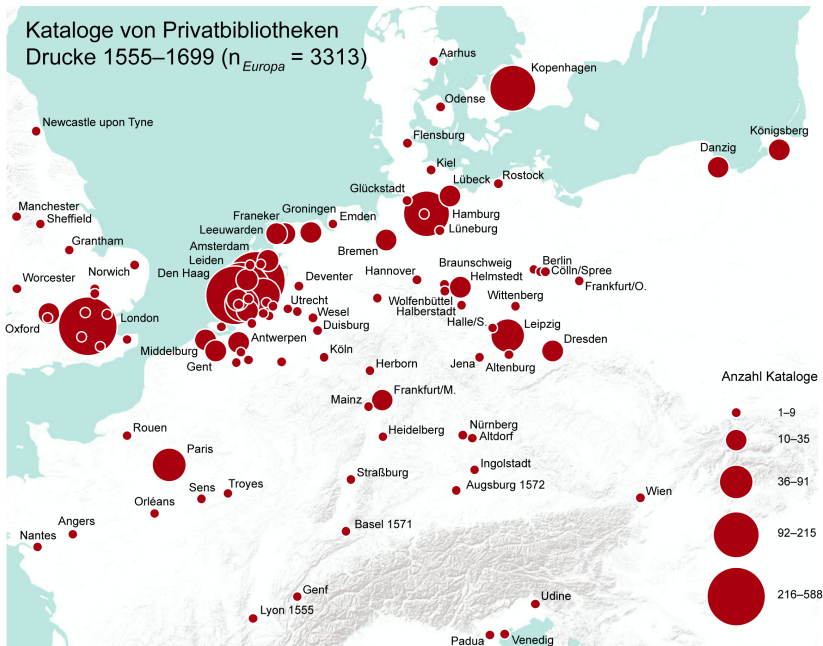 Kataloge von Privatbibliotheken
Drucke 1555–1699 (n Europa = 3313)
Aarhus
Kopenhagen
Odense
Newcastle upon Tyne
Flensburg
Königsberg
Danzig
Kiel
Lübeck
Rostock
Glückstadt
Manchester
Sheffield
Franeker
Groningen
Emden
Hamburg
Leeuwarden
Lüneburg
Grantham
Amsterdam
Bremen
Leiden
Braunschweig
Berlin
Worcester
Norwich
Den Haag
Deventer
Hannover
Helmstedt
Cölln/Spree
Frankfurt/O.
Utrecht
Wolfenbüttel
Wittenberg
Oxford
London
Wesel
Halberstadt
Duisburg
Halle/S.
Leipzig
Antwerpen
Dresden
Middelburg
Köln
Gent
Herborn
Jena
Altenburg
Anzahl Kataloge
Frankfurt/M.
Mainz
1–9
Rouen
Nürnberg
Heidelberg
Altdorf
10–35
Paris
Ingolstadt
Straßburg
36–91
Sens
Troyes
Augsburg 1572
Wien
Orléans
Angers
Basel 1571
Nantes
92–215
Genf
216–588
Udine
Lyon 1555
Padua
Venedig